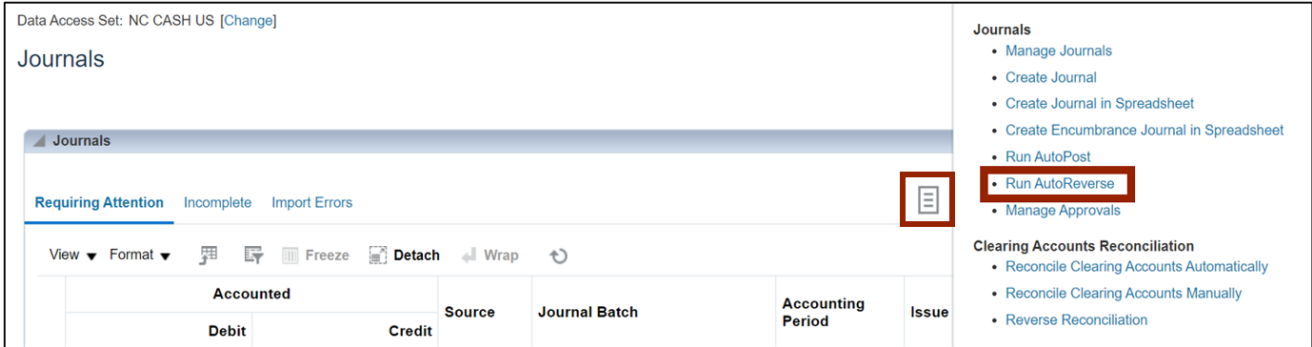 Data Access Set: NC CASH US [Change]
Journals
Journals
Requiring Attention Incomplete Import Errors
View Format Freeze Detach Wrap
Accounted
Debit Credit Source Journal Batch Accounting Period Issue
Journals
Manage Journals
Create Journal
Create Journal in Spreadsheet
Create Encumbrance Journal in Spreadsheet
Run AutoPost
Run AutoReverse
Manage Approvals
Clearing Accounts Reconciliation
Reconcile Clearing Accounts Automatically
Reconcile Clearing Accounts Manually
Reverse Reconciliation